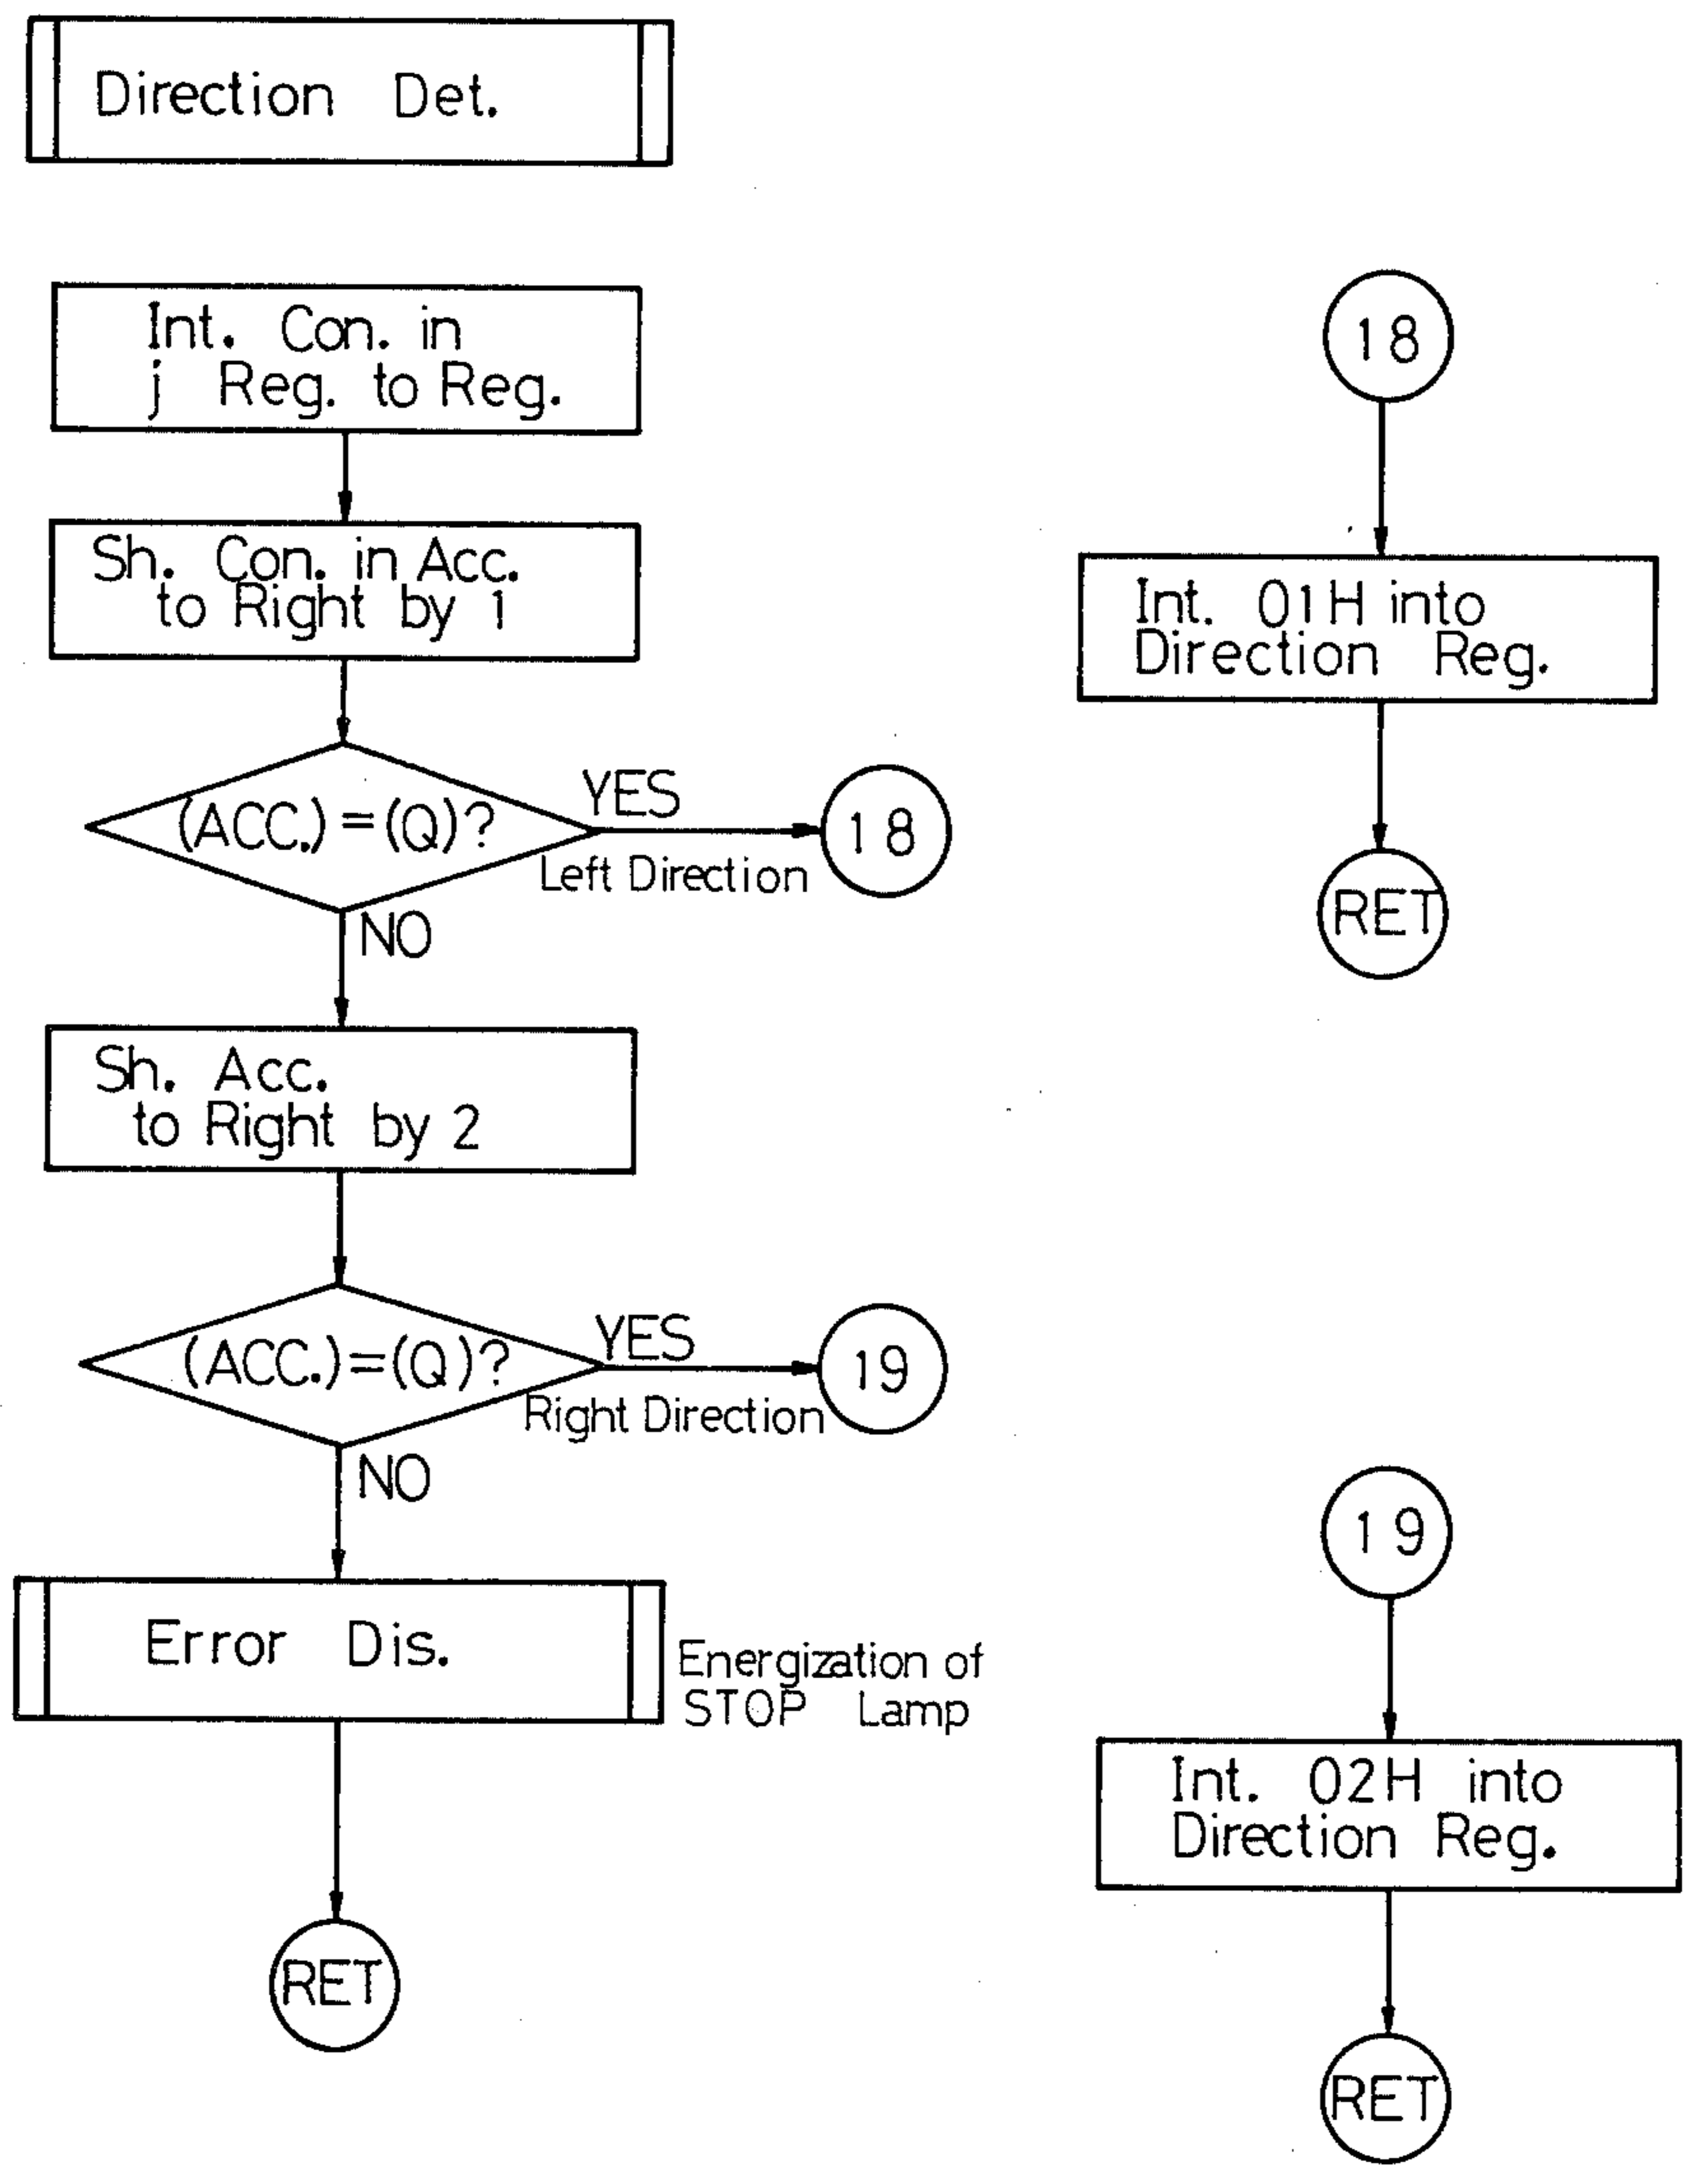 Direction Det.
Int. Con. in
j Reg. to Reg.
Sh. Con. in Acc.
to Right by 1
(ACC.)=(Q)?
YES
Left Direction
18
NO
Sh. Acc.
to Right by 2
(ACC.)=(Q)?
YES
Right Direction
19
NO
Error Dis.
Energization of
STOP Lamp
RET
18
Int. 01H into
Direction Reg.
RET
19
Int. 02H into
Direction Reg.
RET